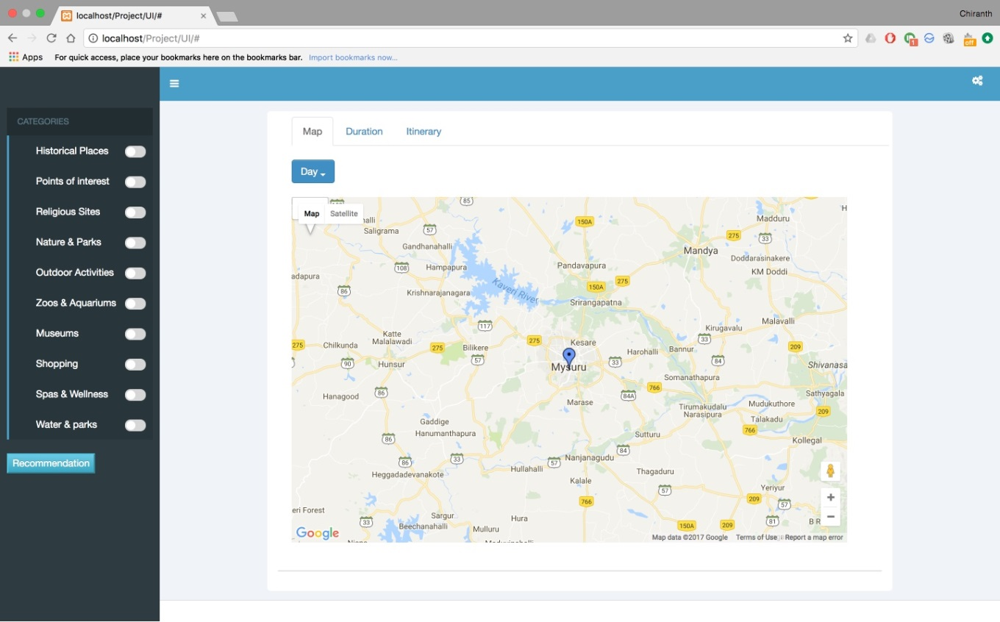 localhost/Project/UI/#
Chiranth
localhost/Project/UI/#
1
off
Apps
For quick access, place your bookmarks here on the bookmarks bar. Import bookmarks now...
CATEGORIES
Historical Places
Points of interest
Religious Sites
Nature & Parks
Outdoor Activities
Zoos & Aquariums
Museums
Shopping
Spas & Wellness
Water & parks
Recommendation
Map Duration Itinerary
Day
Map Satellite
85
150A
Madduru
Saligrama
57
275
33
Gandhanahalli
Mandya
Doddarasinakere
Hampapura
108
Pandavapura
KM Doddi
adapura
86
Krishnarajanagara
Kaveri River
150A
275
Srirangapatna
Malavalli
117
Kirugavalu
Katte
Malalawadi
275
Chilkunda
275
Bilikere
275
Kesare
33
209
Harohalli
Bannur
90
Hunsur
57
Mysuru
33
84
Shivanasa
Somanathapura
Hanagood
86
766
84A
Sathyagala
Marase
Tirumakudalu
Narasipura
Mudukuthore
209
Talakadu
Gaddige
Hanumanthapura
766
Kollegal
86
Sutturu
84
86
33
57
Nanjanagudu
Hullahalli
Heggadadevanakote
Thagaduru
Kalale
57
Yeriyur
209
57
766
eri Forest
Sargur
Hura
33
Beechanahalli
Mulluru
150A
209
81
B R
Google
Map data ©2017 Google Terms of Use Report a map error